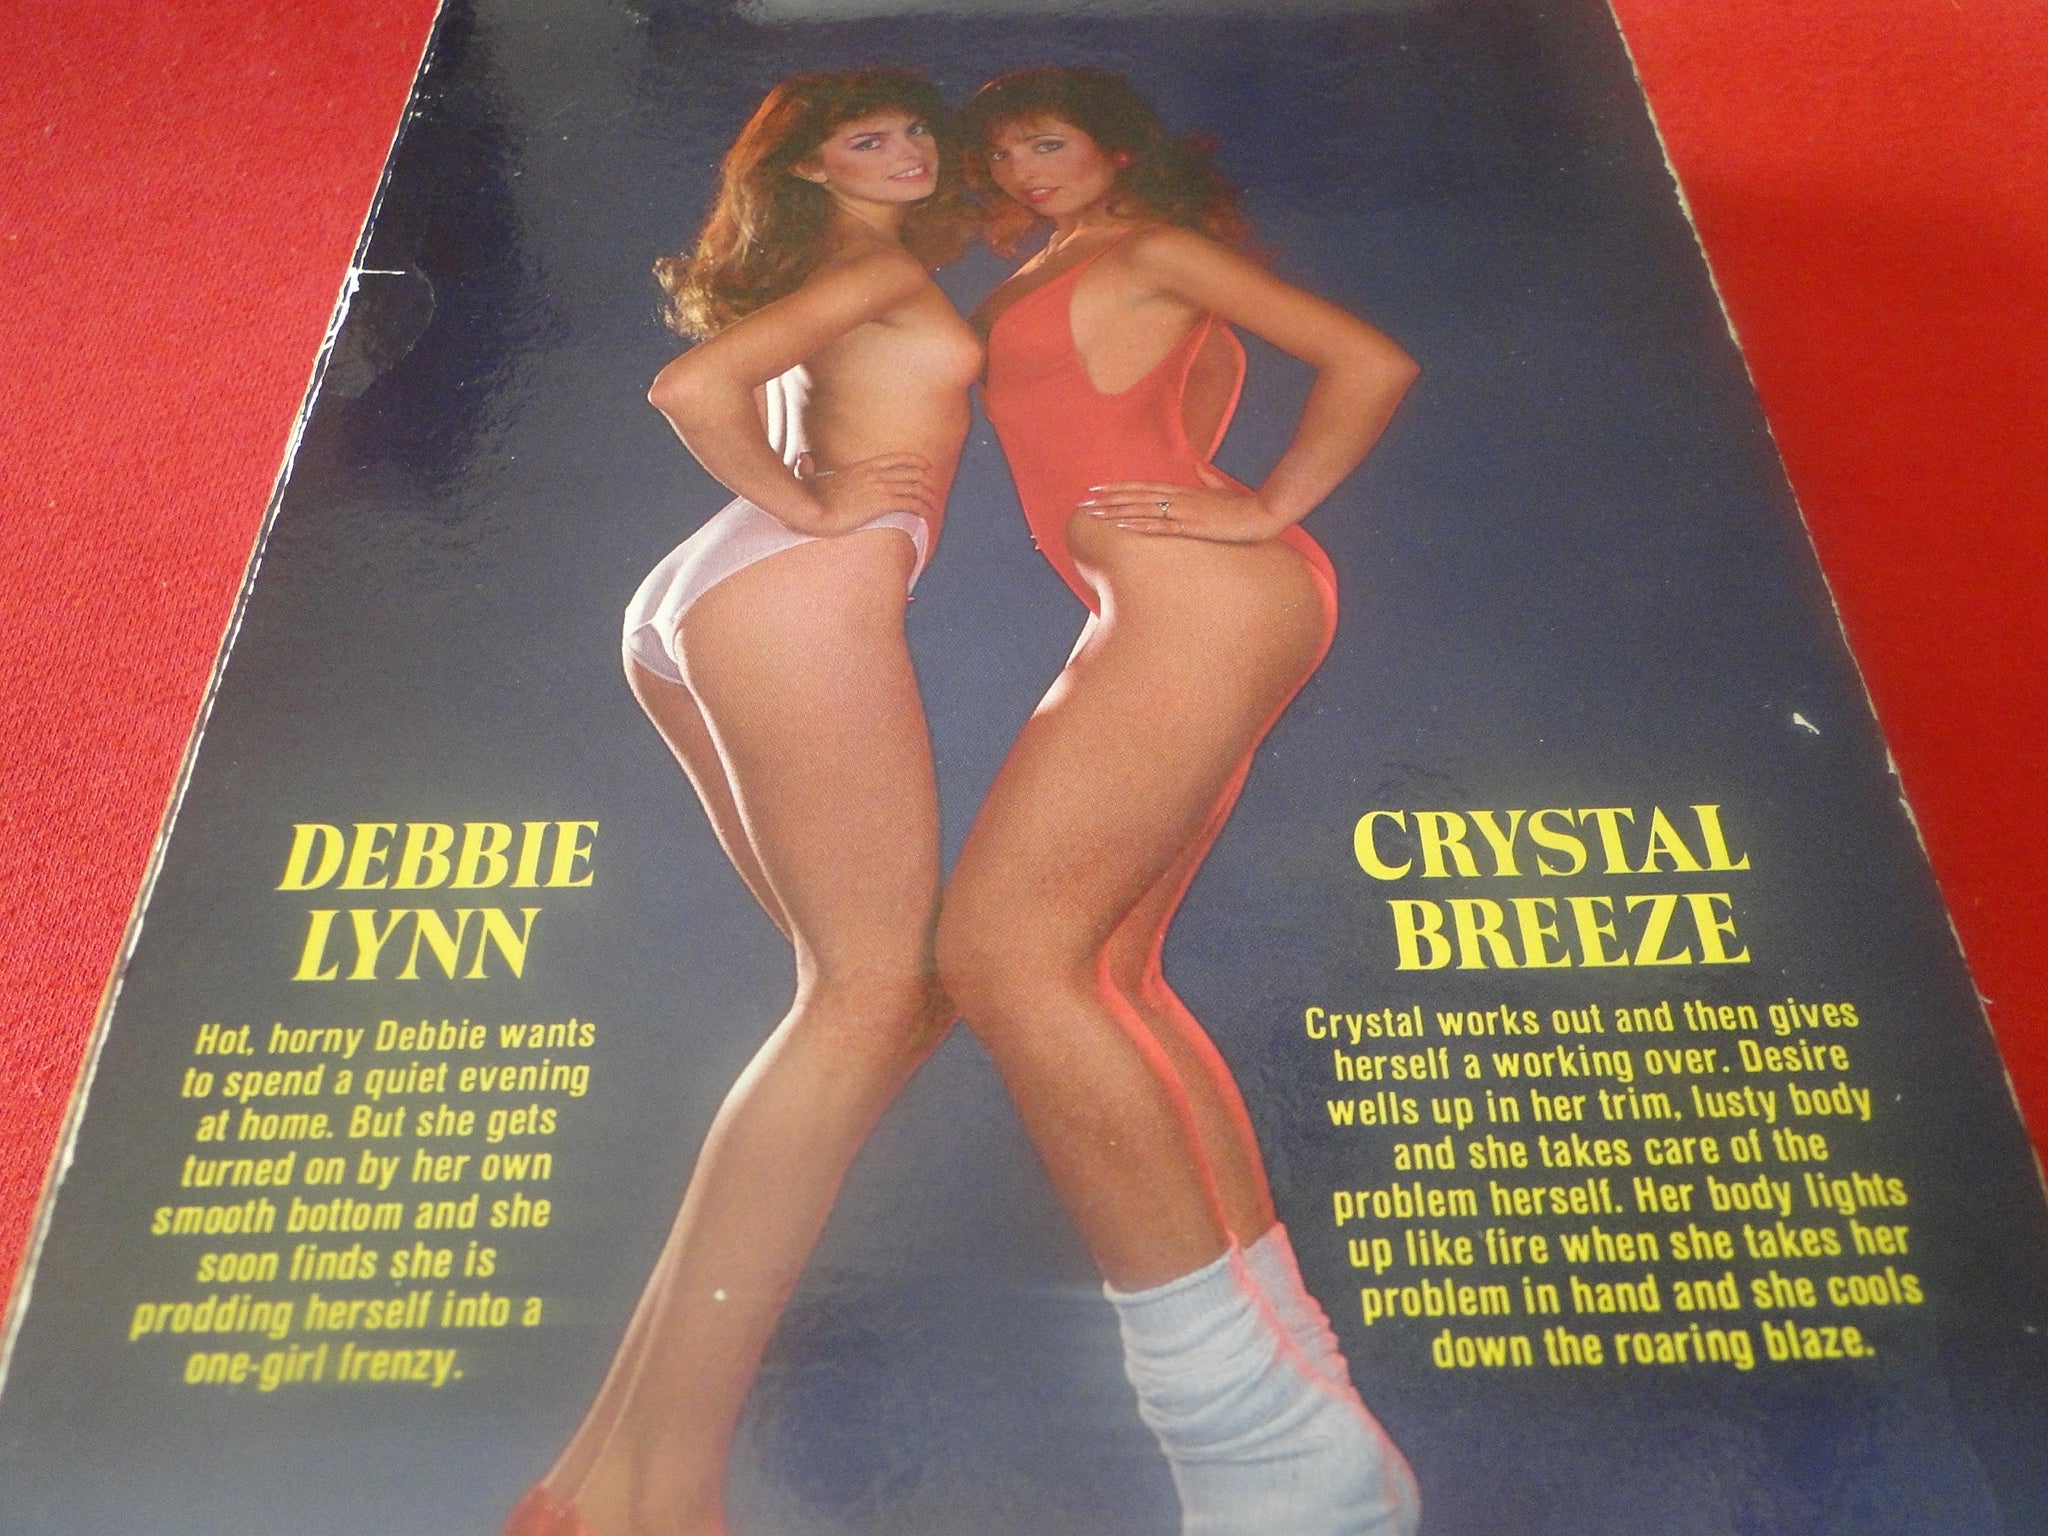 DEBBIE
LYNN
Hot, horny Debbie wants
to spend a quiet evening
at home. But she gets
turned on by her own
smooth bottom and she
soon finds she is
prodding herself into a
one-girl frenzy.
CRYSTAL
BREEZE
Crystal works out and then gives
herself a working over. Desire
wells up in her trim, lusty body
and she takes care of the
problem herself. Her body lights
up like fire when she takes her
problem in hand and she cools
down the roaring blaze.